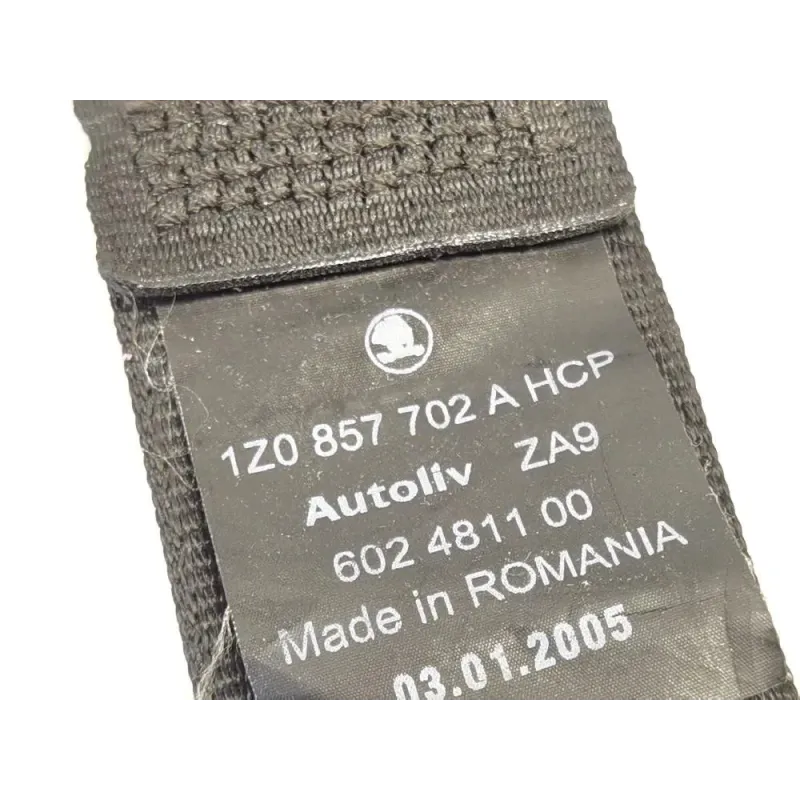 1Z0 857 702 A HCP
Autoliv ZA9
602 4811 00
Made in ROMANIA
03.01.2005